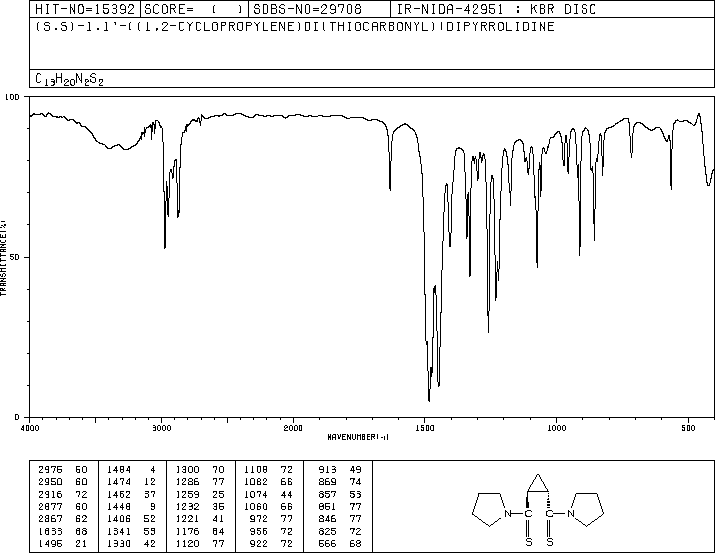 HIT-NO=15392 SCORE= ( ) SDBS-NO=29708 IR-NIDA-42951 : KBR DISC
(S,S)-1,1'-((1,2-CYCLOPROPYLENE)DI(THIOCARBONYL))DIPYRROLIDINE
C13H20N2S2
100
TRANSMITTANCE(%)
50
0
4000 3000 2000 1500 1000 500
WAVENUMBER(-1)
2975 50 1484 4 1300 70 1108 72 913 49
2950 60 1474 12 1286 77 1082 66 869 74
2916 72 1462 37 1259 25 1074 44 857 53
2877 60 1448 9 1232 35 1060 66 851 77
2867 62 1406 52 1221 41 972 77 846 77
1633 68 1341 53 1176 64 956 72 825 72
1495 21 1330 42 1120 77 922 72 566 68
N C C N
S S